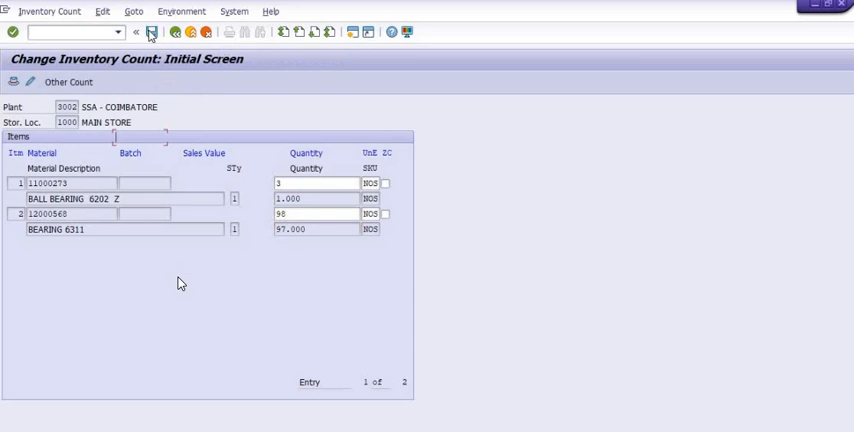 Inventory Count Edit Goto Environment System Help
Change Inventory Count: Initial Screen
Other Count
Plant 3002 SSA - COIMBATORE
Stor. Loc. 1000 MAIN STORE
Items
Itm Material Batch Sales Value Quantity UnE ZC
Material Description STy Quantity SKU
1 11000273 3 NOS
BALL BEARING 6202 Z 1 1.000 NOS
2 12000568 98 NOS
BEARING 6311 1 97.000 NOS
Entry 1 of 2